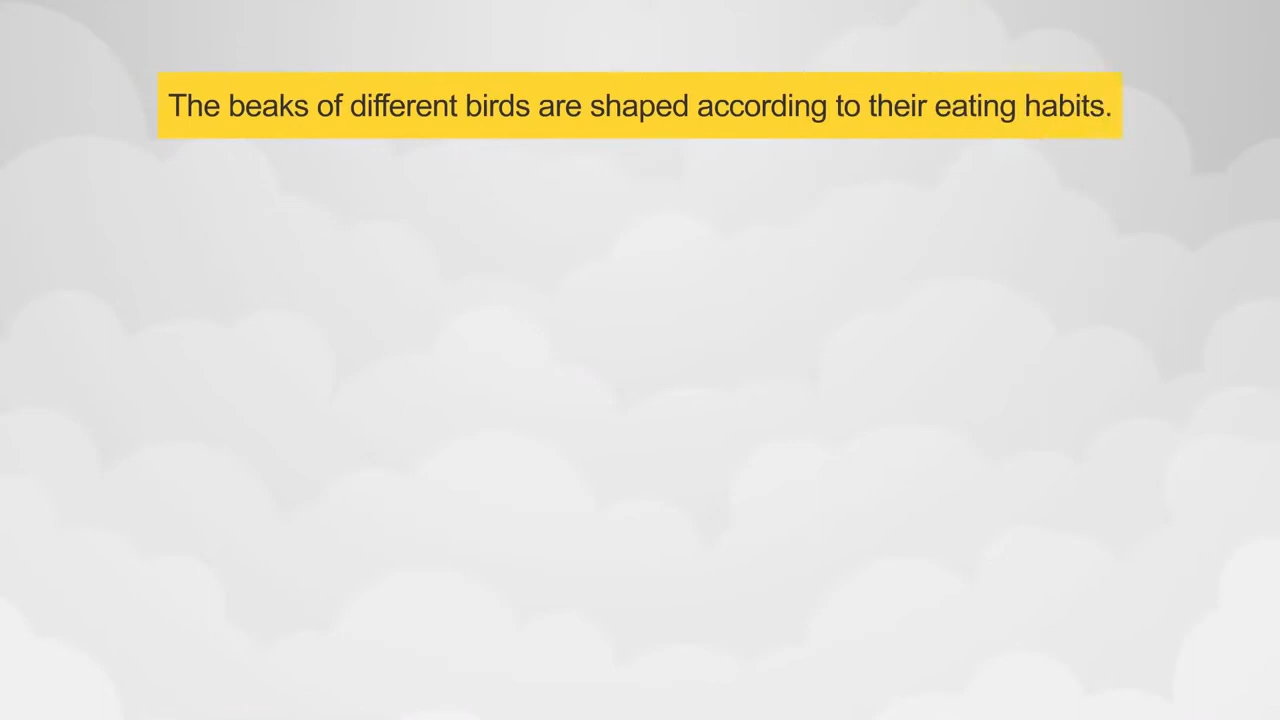 The beaks of different birds are shaped according to their eating habits.